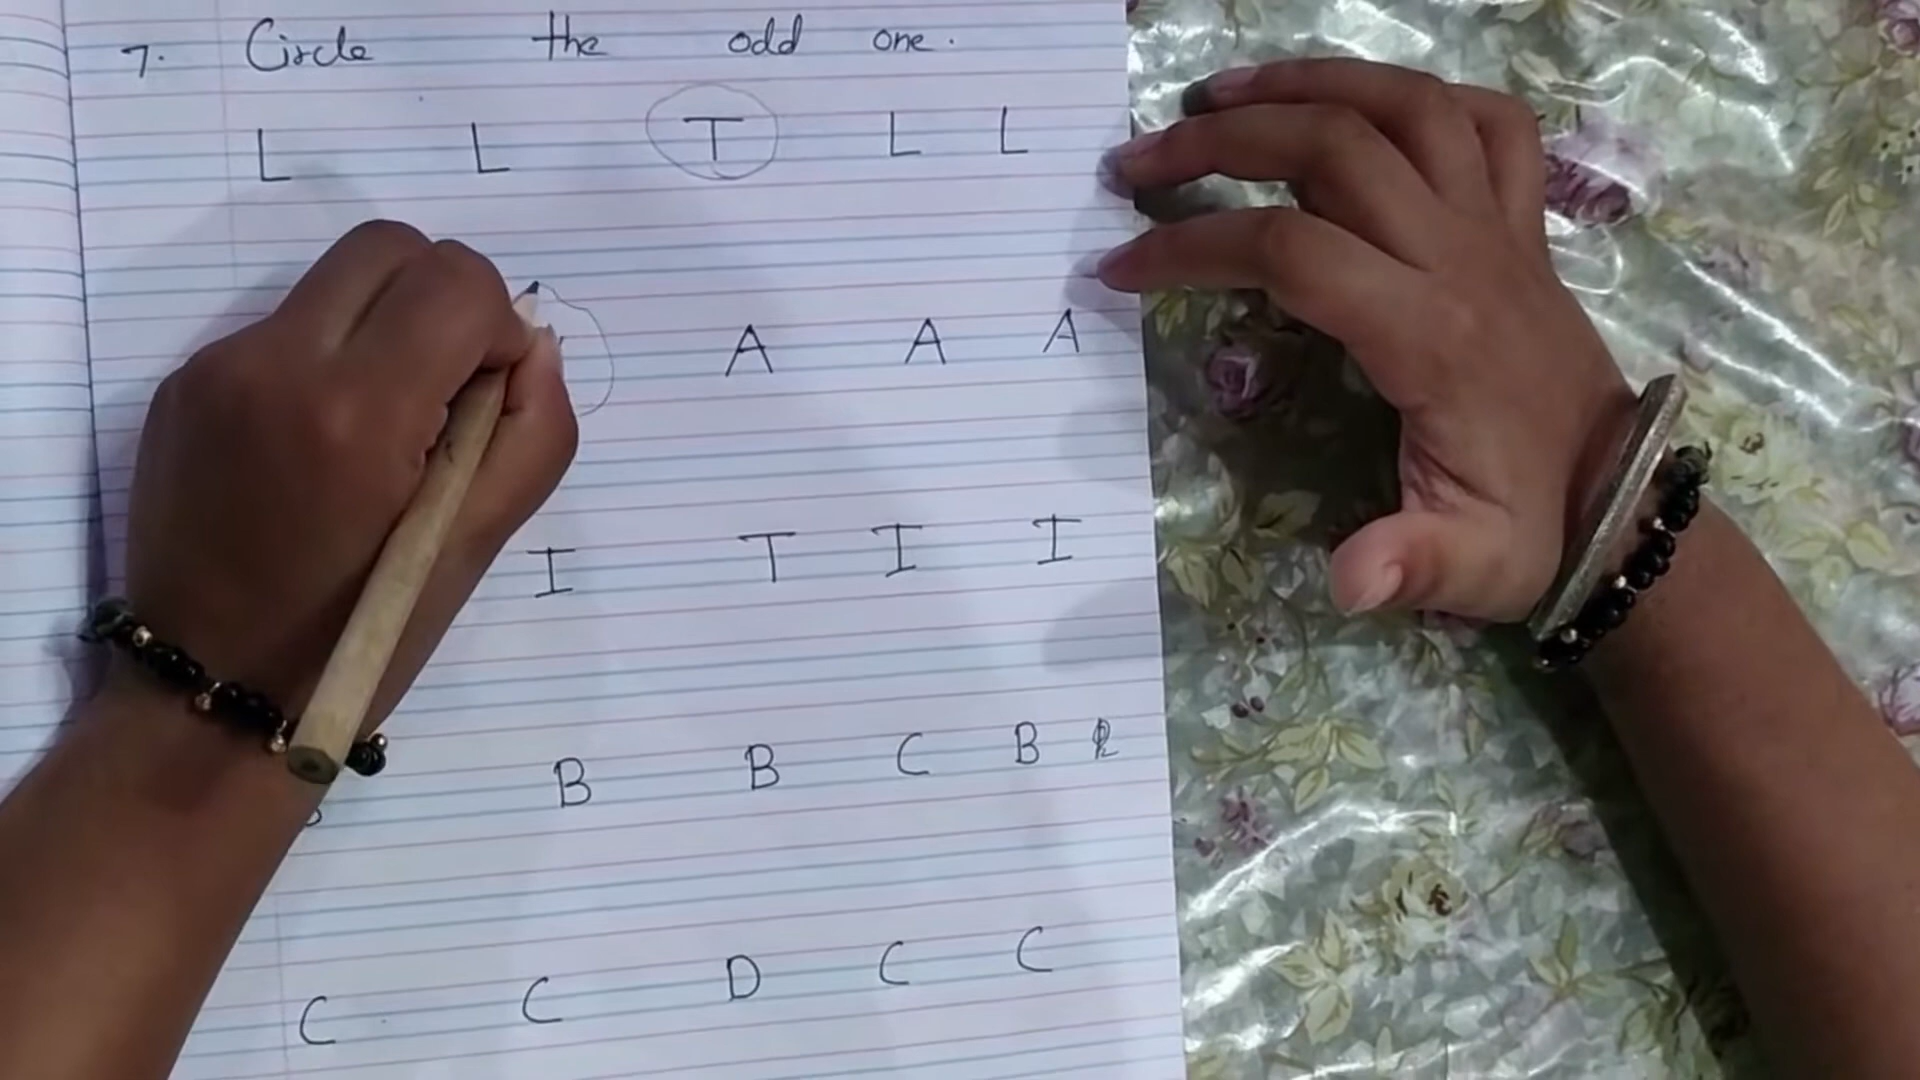 7. Circle the odd one.
L L T L L
A A A
I T I I
B B C B
C C D C C